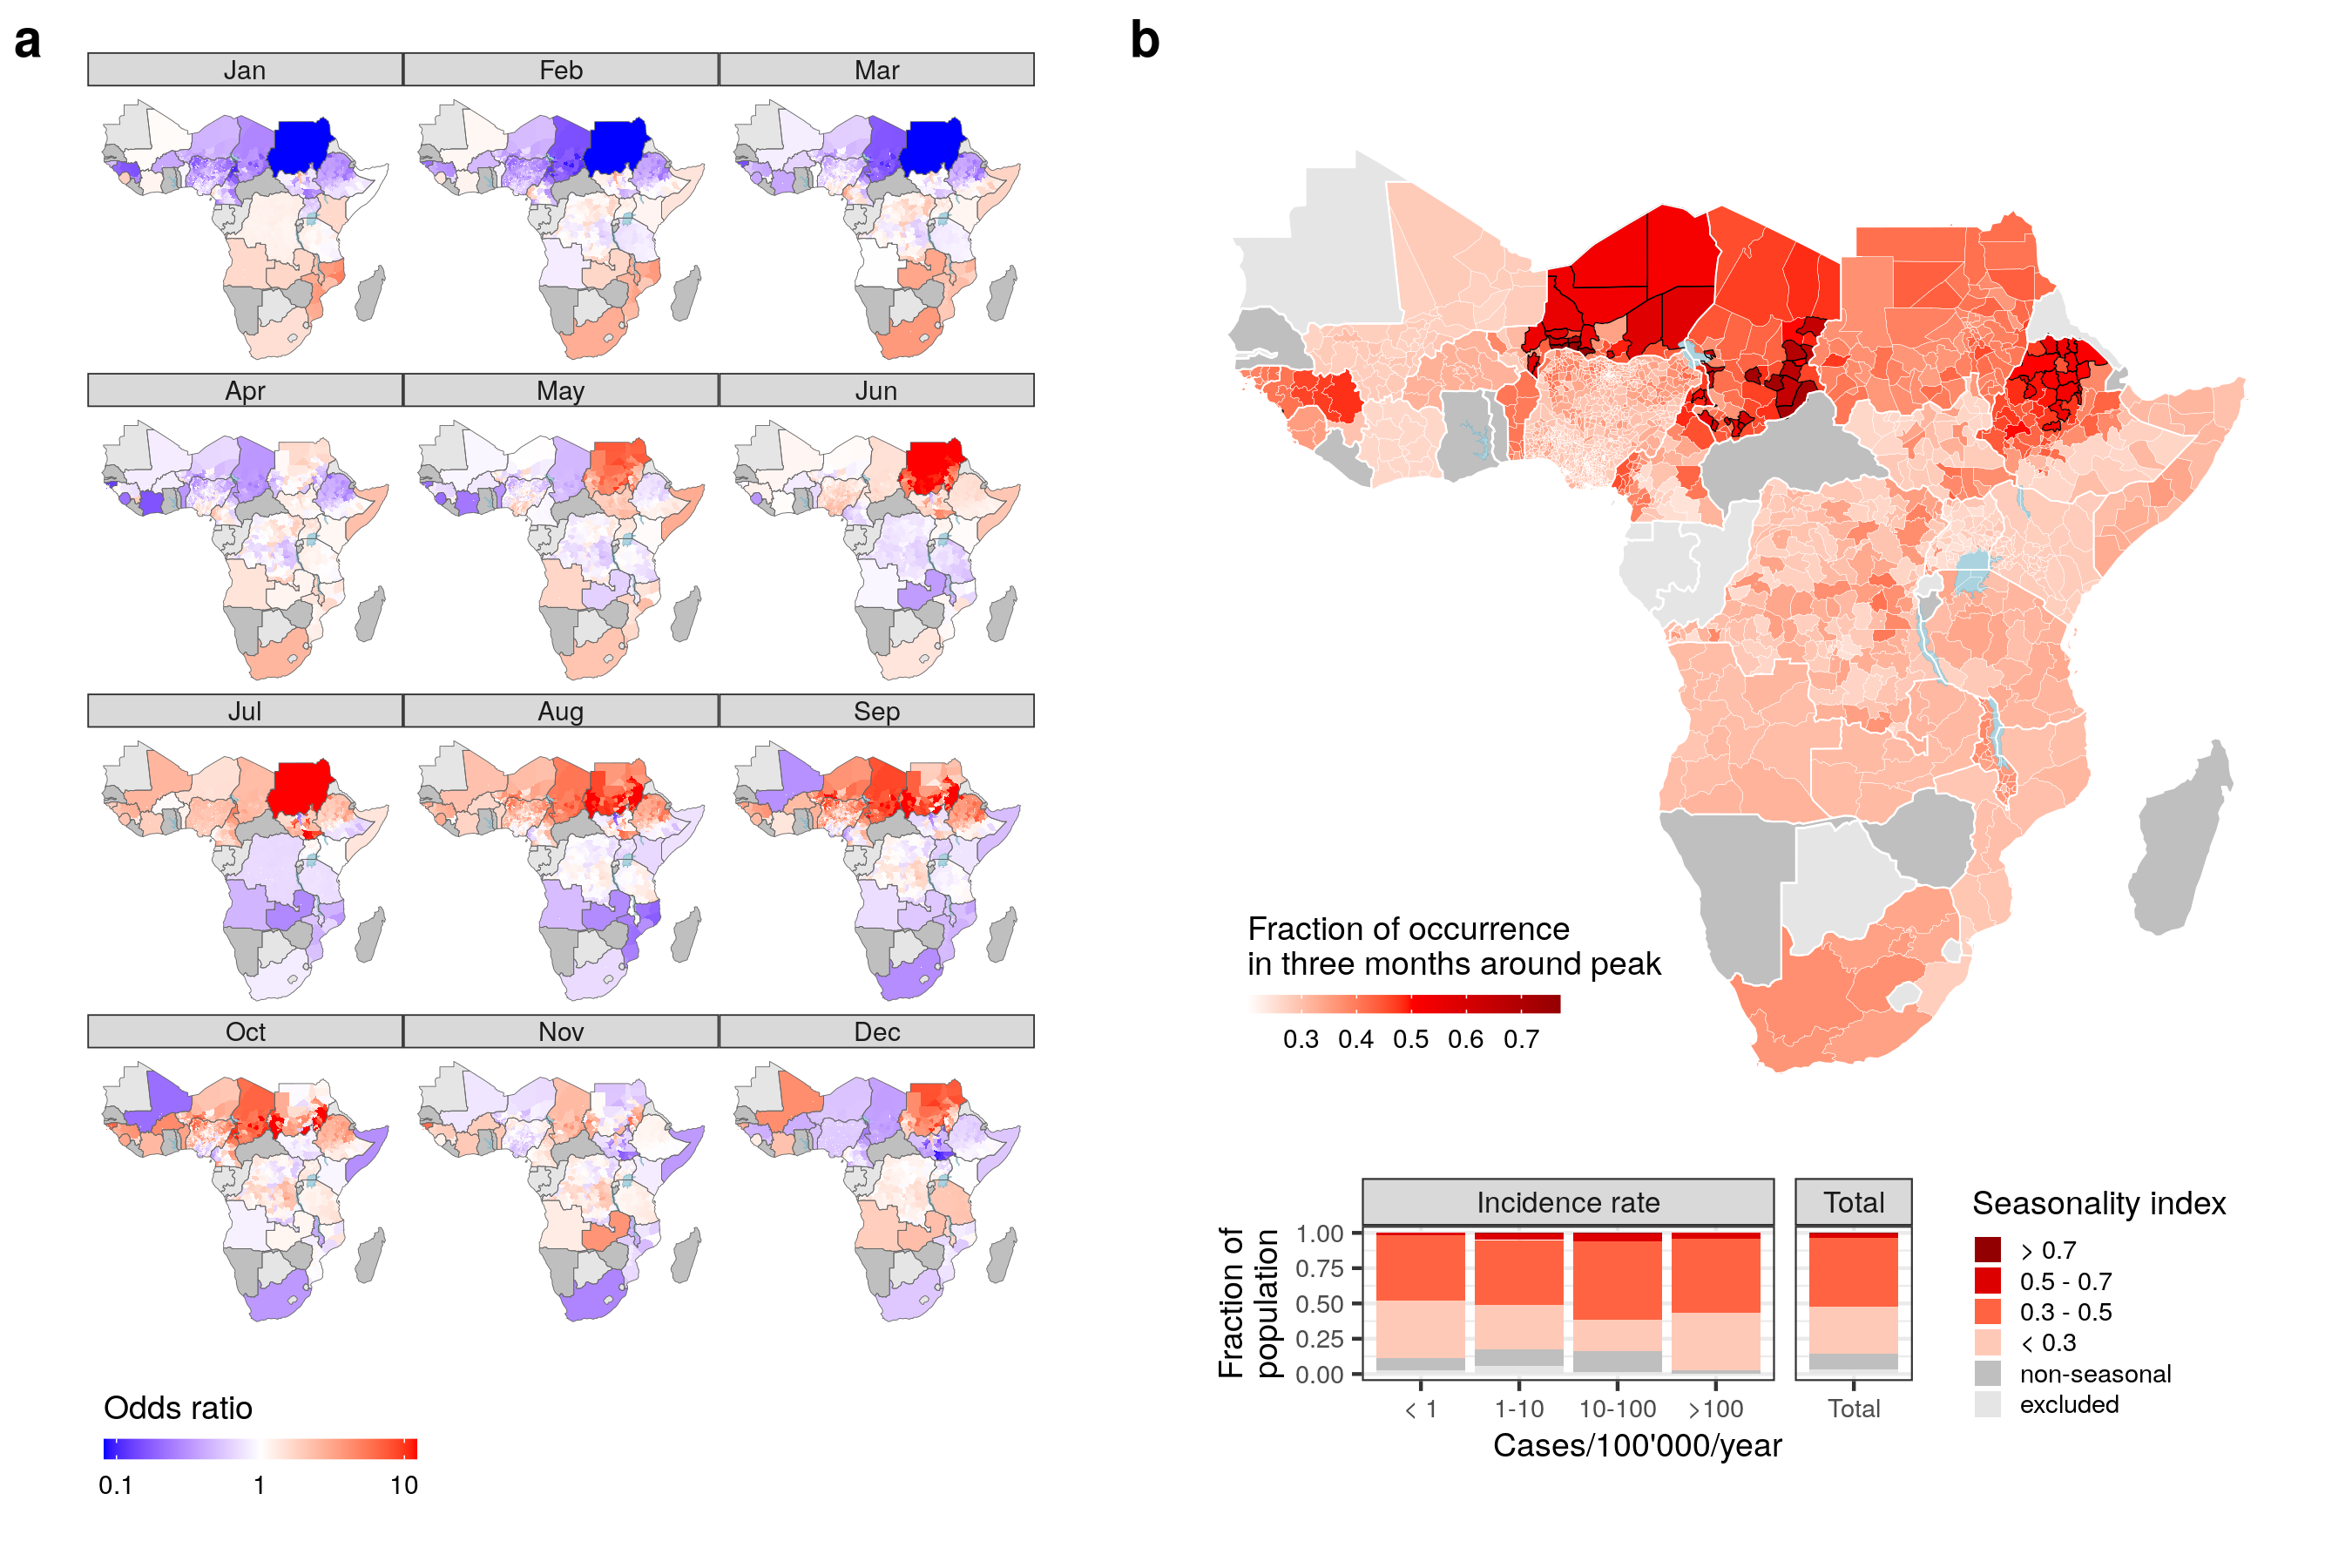 a
Jan
Feb
Mar
Apr
May
Jun
Jul
Aug
Sep
Oct
Nov
Dec
Odds ratio
0.1
1
10
b
Fraction of occurrence
in three months around peak
0.3
0.4
0.5
0.6
0.7
Incidence rate
Total
Fraction of
population
1.00
0.75
0.50
0.25
0.00
< 1
1-10
10-100
>100
Total
Cases/100'000/year
Seasonality index
> 0.7
0.5 - 0.7
0.3 - 0.5
< 0.3
non-seasonal
excluded